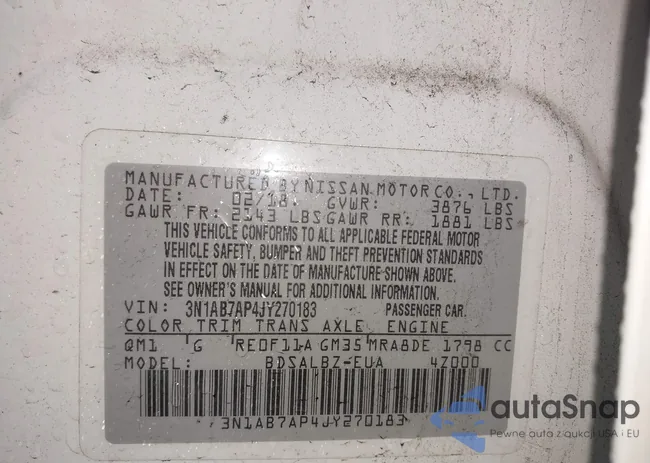 MANUFACTURED BY NISSAN MOTOR CO., LTD.
DATE: 02/18 GVWR: 3876 LBS
GAWR FR: 2143 LBS GAWR RR: 1881 LBS
THIS VEHICLE CONFORMS TO ALL APPLICABLE FEDERAL MOTOR
VEHICLE SAFETY, BUMPER AND THEFT PREVENTION STANDARDS
IN EFFECT ON THE DATE OF MANUFACTURE SHOWN ABOVE.
SEE OWNER'S MANUAL FOR ADDITIONAL INFORMATION.
VIN: 3N1AB7AP4JY270183 PASSENGER CAR.
COLOR TRIM TRANS AXLE ENGINE
QM1 G RE0F11A GM35 MRA8DE 1798 CC
MODEL: BDSALBZ-EUA 4Z000
3N1AB7AP4JY270183
autaSnap
Pewne auta z aukcji USA i EU